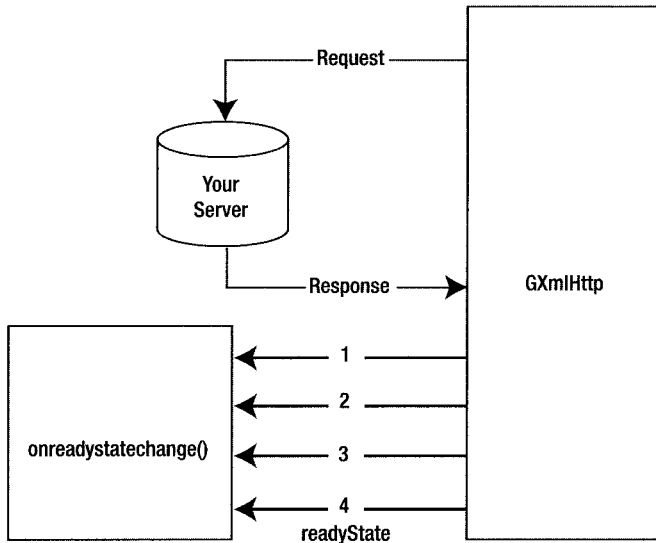 Request
Your
Server
Response
GXmlHttp
1
2
onreadystatechange()
3
4
readyState